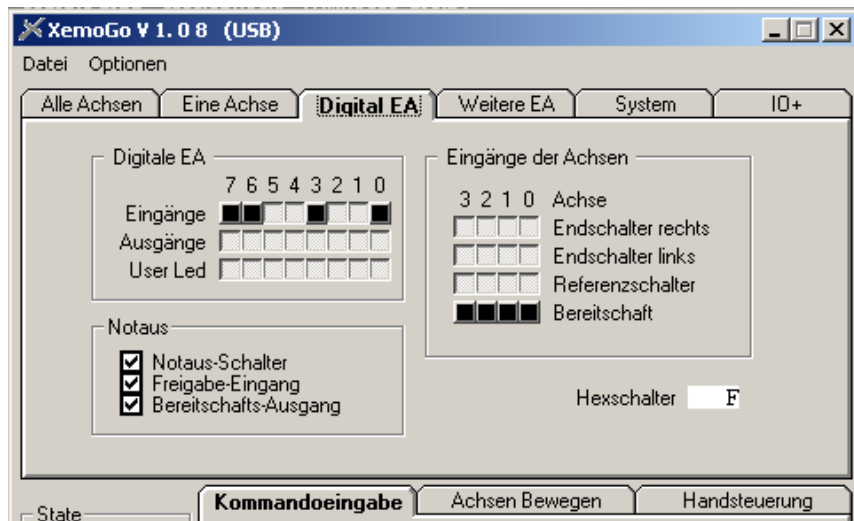 XemoGo V 1. 0 8 (USB)
Datei Optionen
Alle Achsen Eine Achse Digital EA Weitere EA System IO+
Digitale EA
7 6 5 4 3 2 1 0
Eingänge
Ausgänge
User Led
Notaus
Notaus-Schalter
Freigabe-Eingang
Bereitschafts-Ausgang
Eingänge der Achsen
3 2 1 0 Achse
Endschalter rechts
Endschalter links
Referenzschalter
Bereitschaft
Hexschalter F
State
Kommandoeingabe Achsen Bewegen Handsteuerung